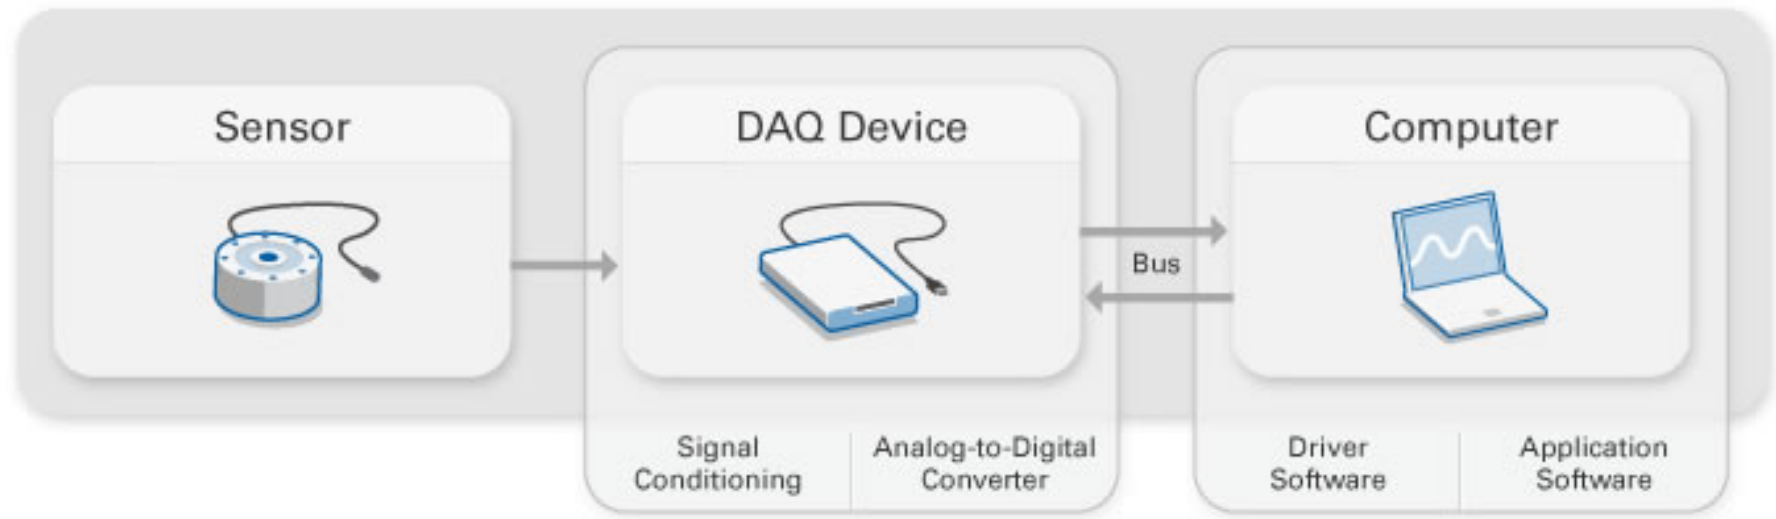 Sensor
DAQ Device
Computer
Bus
Signal
Conditioning
Analog-to-Digital
Converter
Driver
Software
Application
Software